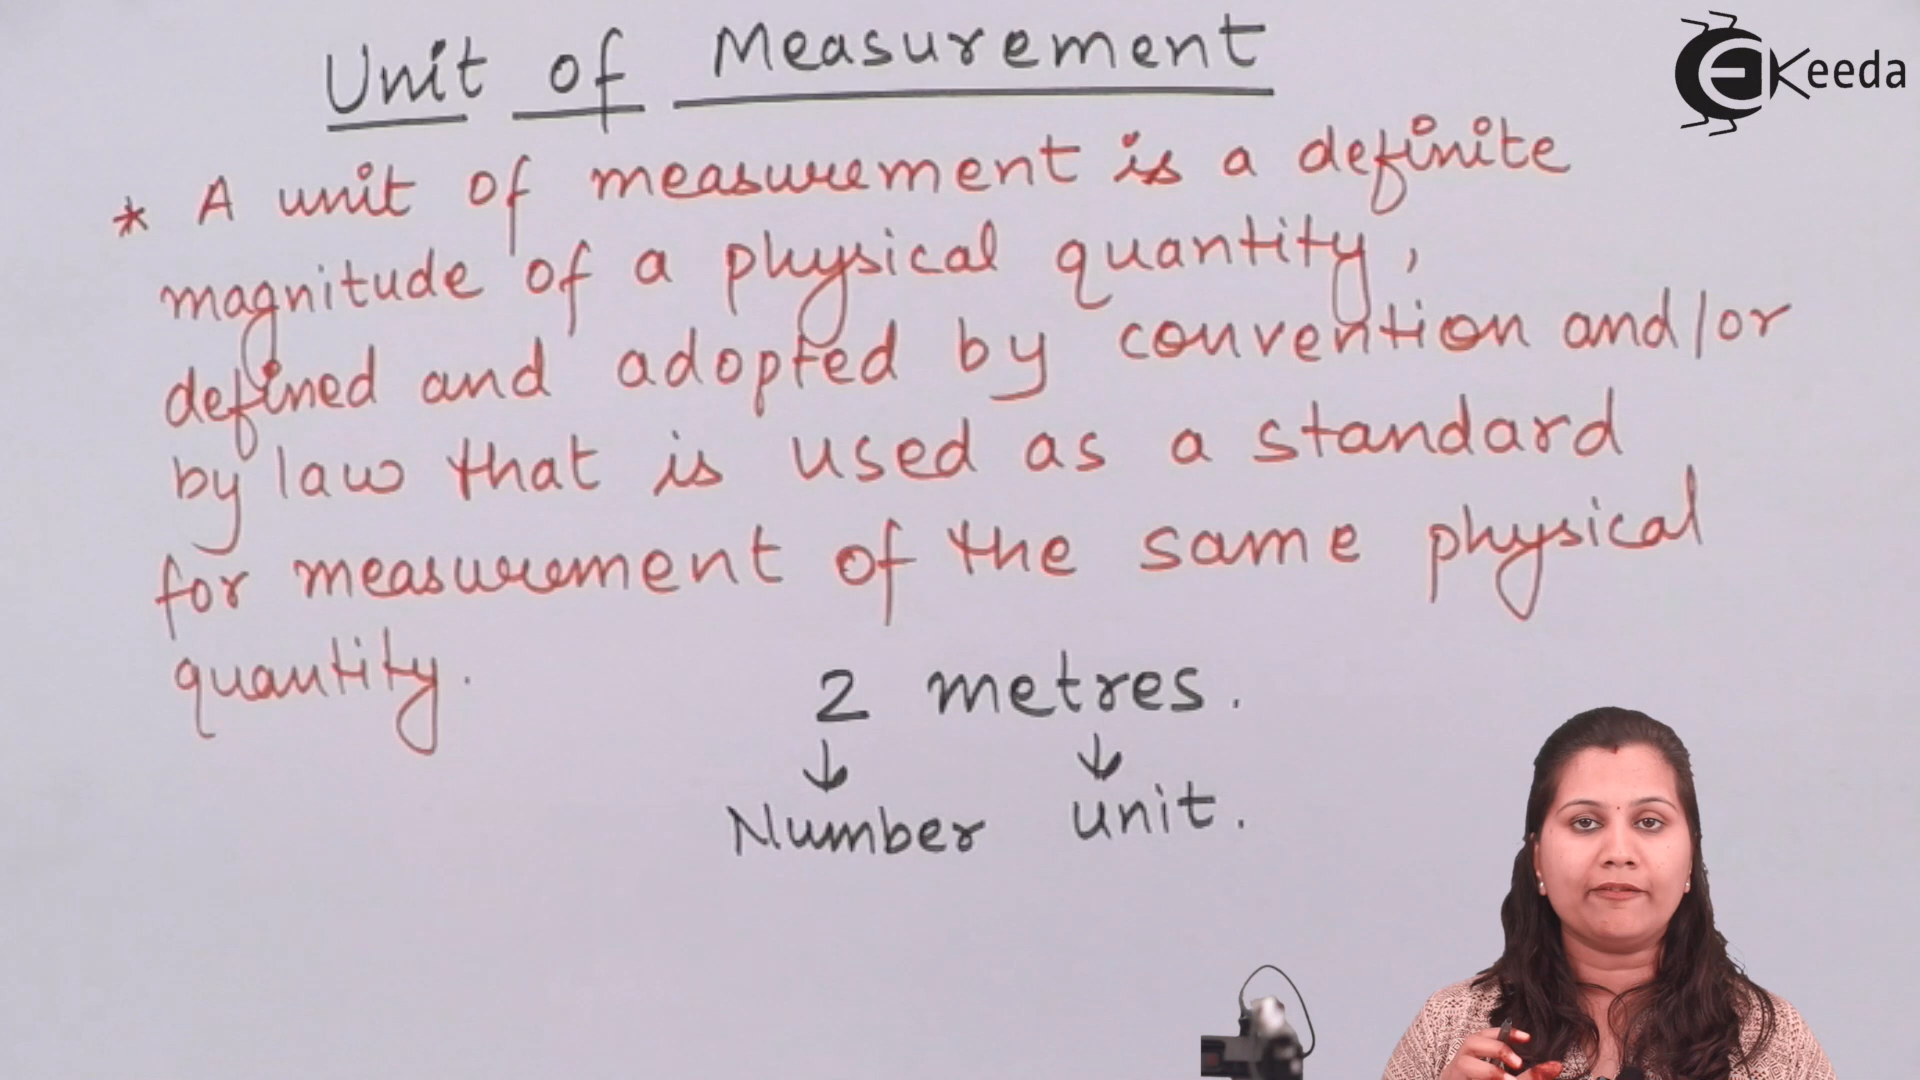 Unit of Measurement
EKeeda
* A unit of measurement is a definite
magnitude of a physical quantity,
defined and adopted by convention and/or
by law that is used as a standard
for measurement of the same physical
quantity.
2 metres.
↓ ↓
Number unit.